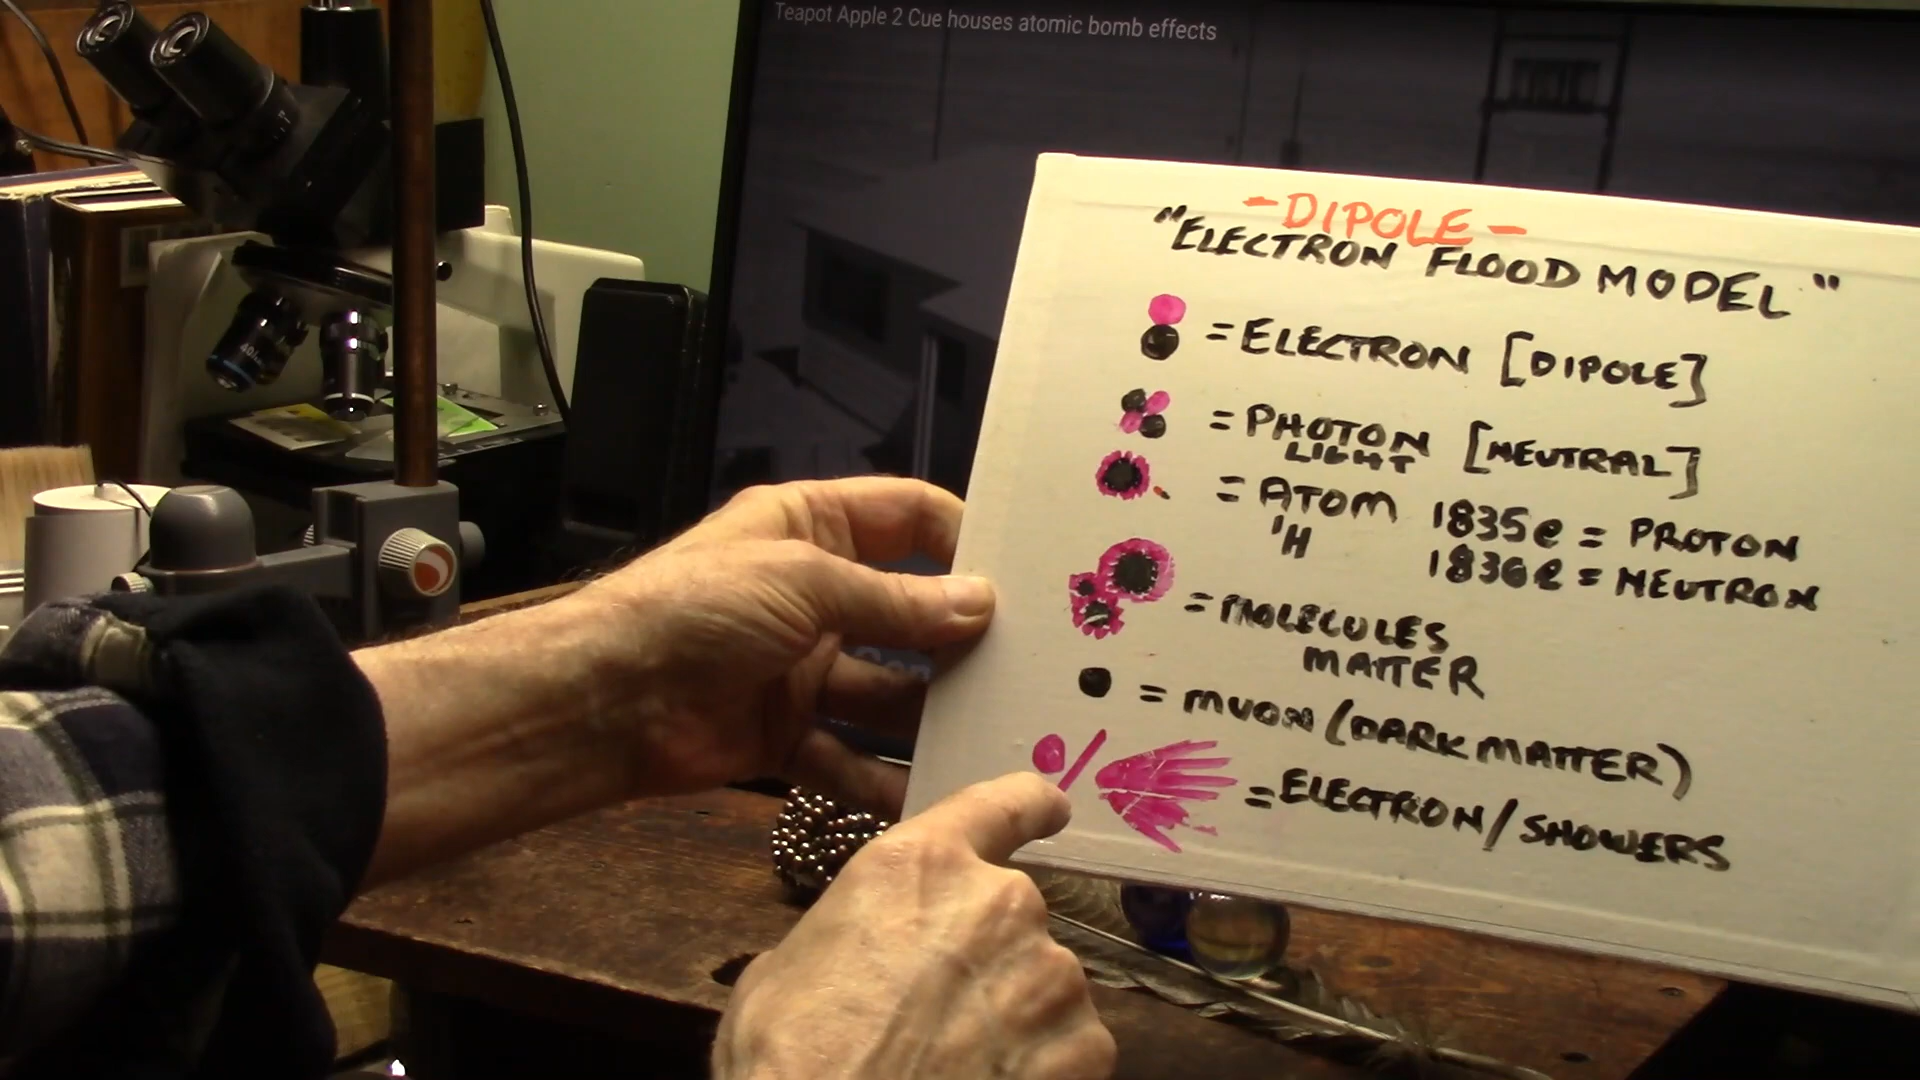 Teapot Apple 2 Cue houses atomic bomb effects
- DIPOLE -
"ELECTRON FLOOD MODEL"
= ELECTRON [DIPOLE]
= PHOTON [NEUTRAL]
LIGHT
= ATOM 1835e = PROTON
'H 1836e = NEUTRON
= MOLECULES
MATTER
= MUON (DARK MATTER)
/ = ELECTRON / SHOWERS